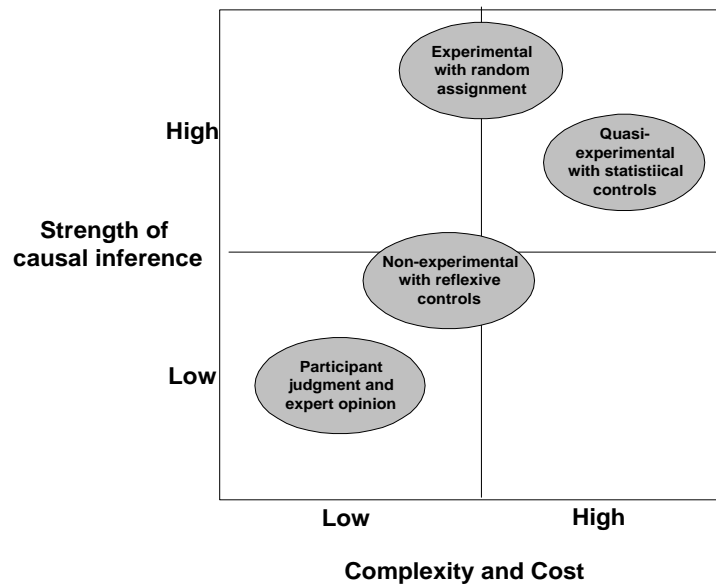 Experimental
with random
assignment
High
Quasi-
experimental
with statistiical
controls
Strength of
causal inference
Non-experimental
with reflexive
controls
Low
Participant
judgment and
expert opinion
Low
High
Complexity and Cost